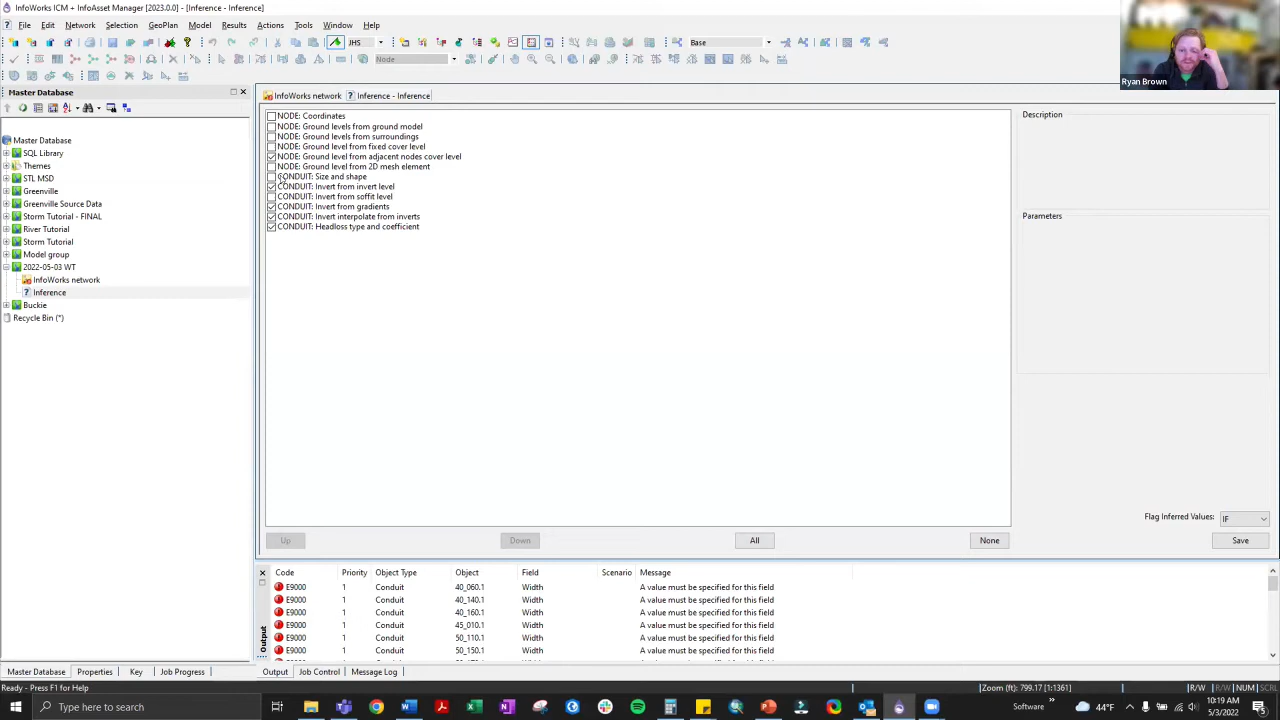 InfoWorks ICM + InfoAsset Manager [2023.0.0] - [Inference - Inference]
? File Edit Network Selection GeoPlan Model Results Actions Tools Window Help
JHS
Base
Node
Ryan Brown
Master Database
Master Database
SQL Library
Themes
STL MSD
Greenville
Greenville Source Data
Storm Tutorial - FINAL
River Tutorial
Storm Tutorial
Model group
2022-05-03 WT
InfoWorks network
? Inference
Buckie
Recycle Bin (*)
InfoWorks network ? Inference - Inference
NODE: Coordinates
NODE: Ground levels from ground model
NODE: Ground levels from surroundings
NODE: Ground level from fixed cover level
NODE: Ground level from adjacent nodes cover level
NODE: Ground level from 2D mesh element
CONDUIT: Size and shape
CONDUIT: Invert from invert level
CONDUIT: Invert from soffit level
CONDUIT: Invert from gradients
CONDUIT: Invert interpolate from inverts
CONDUIT: Headloss type and coefficient
Description
Parameters
Flag Inferred Values: IF
Up Down All None Save
Output
Code Priority Object Type Object Field Scenario Message
E9000 1 Conduit 40_060.1 Width A value must be specified for this field
E9000 1 Conduit 40_140.1 Width A value must be specified for this field
E9000 1 Conduit 40_160.1 Width A value must be specified for this field
E9000 1 Conduit 45_010.1 Width A value must be specified for this field
E9000 1 Conduit 50_110.1 Width A value must be specified for this field
E9000 1 Conduit 50_150.1 Width A value must be specified for this field
Master Database Properties Key Job Progress
Output Job Control Message Log
Ready - Press F1 for Help
Zoom (ft): 799.17 [1:1361] R/W R/W NUM SCRL
Type here to search
Software
44°F
10:19 AM
5/3/2022